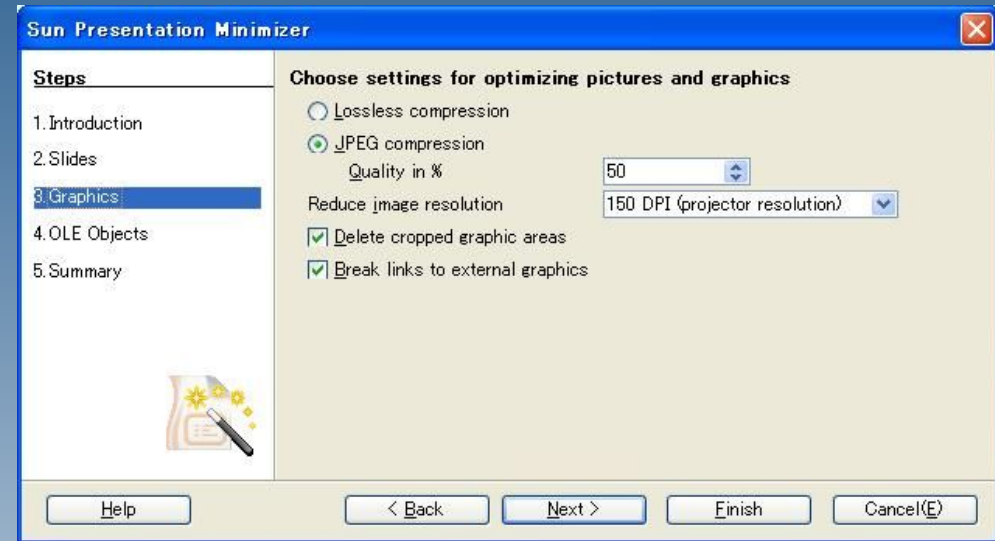 Sun Presentation Minimizer
Steps
1.Introduction
2.Slides
3.Graphics
4.OLE Objects
5.Summary
Choose settings for optimizing pictures and graphics
Lossless compression
JPEG compression
Quality in % 50
Reduce image resolution 150 DPI (projector resolution)
Delete cropped graphic areas
Break links to external graphics
Help < Back Next > Finish Cancel(E)